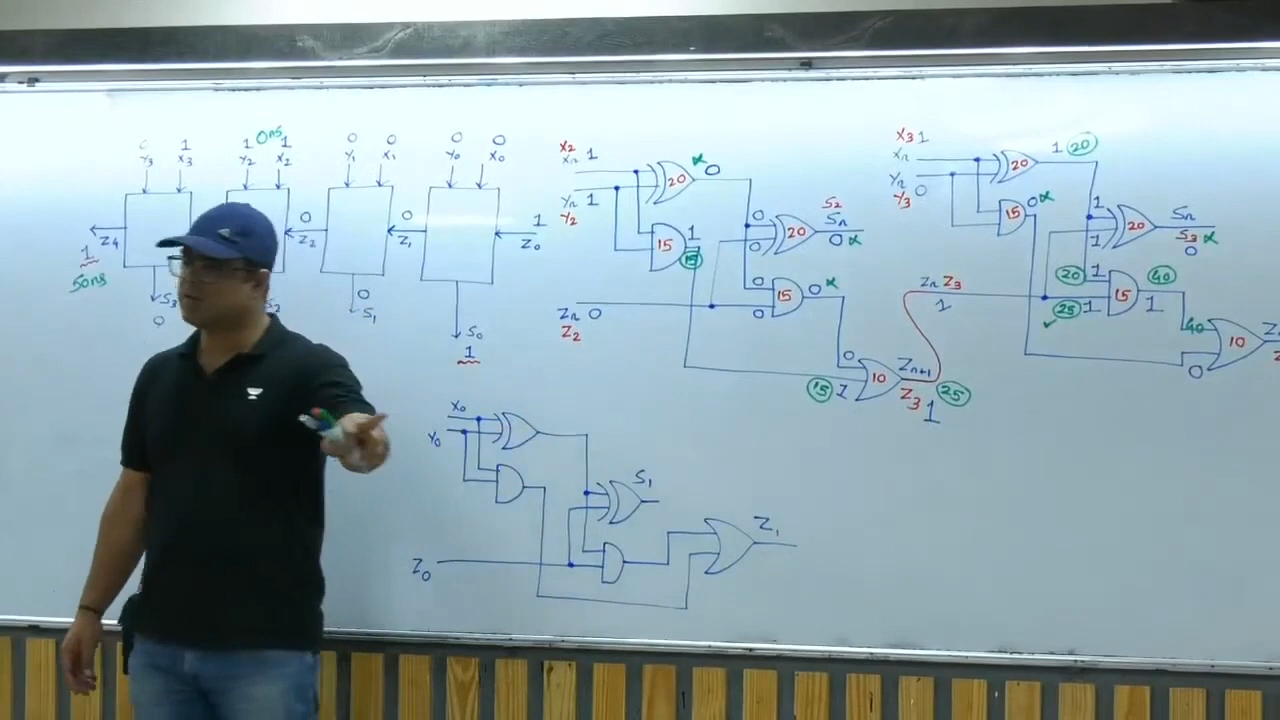 0 1 1 0ns 1 0 0 0 0
Y3 X3 Y2 X2 Y1 X1 Y0 X0
Z4 0 Z2 0 Z1 1 Z0
1
50ns
S3 S2 0 S1 S0
0 1
X2
Xn 1
Yn 1
Y2
20
α 0
15
1
15
0
0
20
S2
Sn
0 α
0
0
15
0 α
Zn 0
Z2
0
15 1
10
Zn+1
Z3 25
1
X3 1
Xn
Yn 0
Y3
20
1 20
15
0 α
1
1
20
Sn
S3 α
0
Zn Z3
1
20 1
25 1
15
40
1
40
0
10
X0
Y0
S1
Z0
Z1